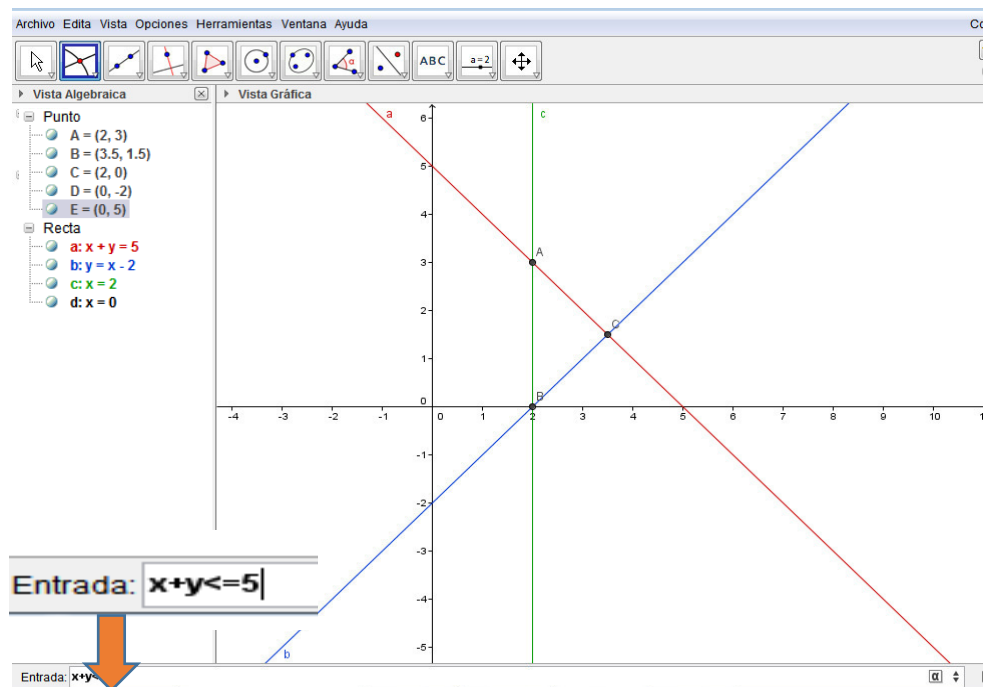 Archivo Edita Vista Opciones Herramientas Ventana Ayuda
ABC
a=2
α
Vista Algebraica
Vista Gráfica
Punto
A = (2, 3)
B = (3.5, 1.5)
C = (2, 0)
D = (0, -2)
E = (0, 5)
Recta
a: x + y = 5
b: y = x - 2
c: x = 2
d: x = 0
a
c
b
A
B
C
6
5
4
3
2
1
0
-1
-2
-3
-4
-5
-4 -3 -2 -1 0 1 2 3 4 5 6 7 8 9 10
Entrada: x+y<=5
Entrada: x+y<
α